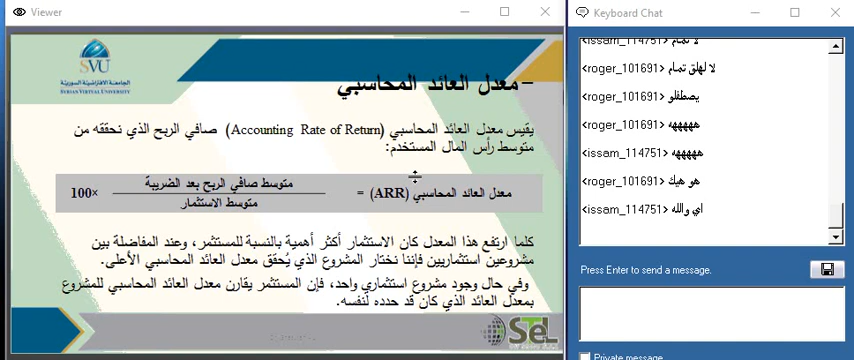 Viewer
SVU
الجامعة الافتراضية السورية
SYRIAN VIRTUAL UNIVERSITY
– معدل العائد المحاسبي
يقيس معدل العائد المحاسبي (Accounting Rate of Return) صافي الربح الذي نحققه من
متوسط رأس المال المستخدم:
معدل العائد المحاسبي (ARR) = متوسط صافي الربح بعد الضريبة ×100
متوسط الاستثمار
كلما ارتفع هذا المعدل كان الاستثمار أكثر أهمية بالنسبة للمستثمر، وعند المفاضلة بين
مشروعين استثماريين فإننا نختار المشروع الذي يُحقق معدل العائد المحاسبي الأعلى.
وفي حال وجود مشروع استثماري واحد، فإن المستثمر يقارن معدل العائد المحاسبي للمشروع
بمعدل العائد الذي كان قد حدده لنفسه.
SeL
Keyboard Chat
<issam_114751> لا تمام
<roger_101691> لا لهلق تمام
<roger_101691> يصطفلو
<roger_101691> هههههه
<issam_114751> هههههه
<roger_101691> هو هيك
<issam_114751> اي والله
Press Enter to send a message.
Private message